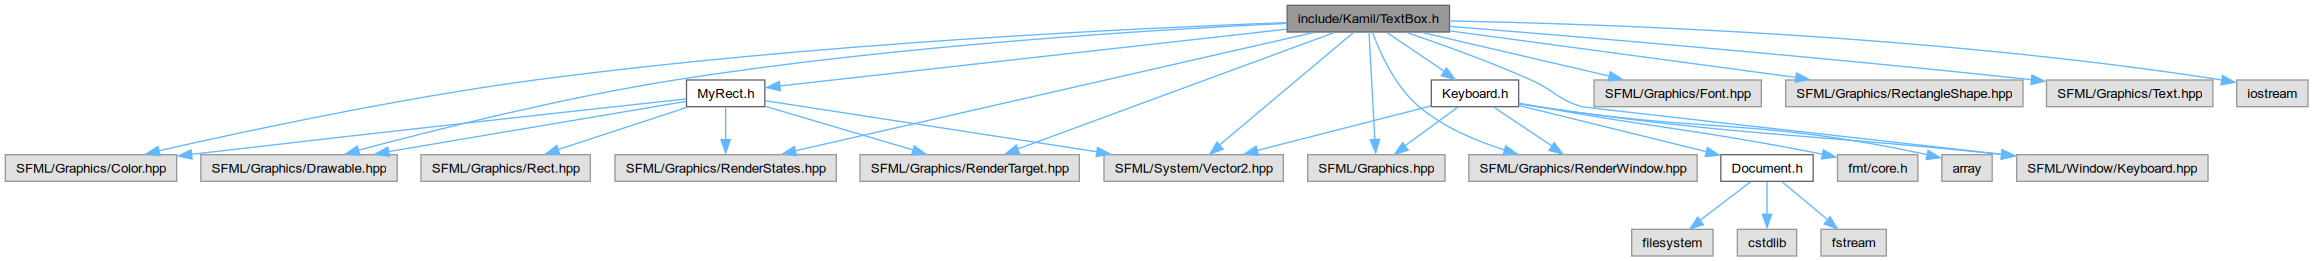 include/Kamil/TextBox.h
MyRect.h
Keyboard.h
SFML/Graphics/Font.hpp
SFML/Graphics/RectangleShape.hpp
SFML/Graphics/Text.hpp
iostream
SFML/Graphics/Color.hpp
SFML/Graphics/Drawable.hpp
SFML/Graphics/Rect.hpp
SFML/Graphics/RenderStates.hpp
SFML/Graphics/RenderTarget.hpp
SFML/System/Vector2.hpp
SFML/Graphics.hpp
SFML/Graphics/RenderWindow.hpp
Document.h
fmt/core.h
array
SFML/Window/Keyboard.hpp
filesystem
cstdlib
fstream